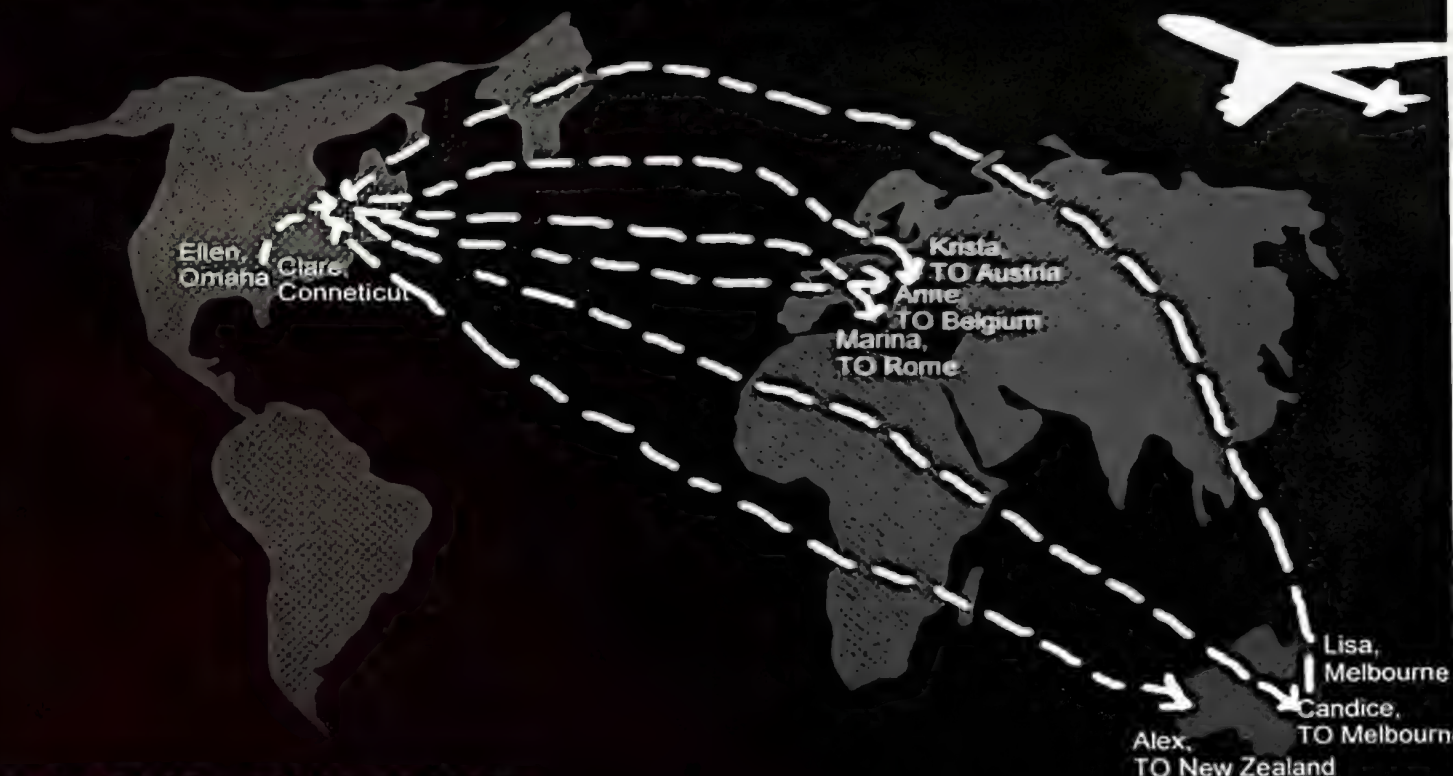 Ellen,
Omaha
Clare,
Conneticut
Krista,
TO Austria
Anne
TO Belgium
Marina,
TO Rome
Lisa,
Melbourne
Candice,
TO Melbourn
Alex,
TO New Zealand